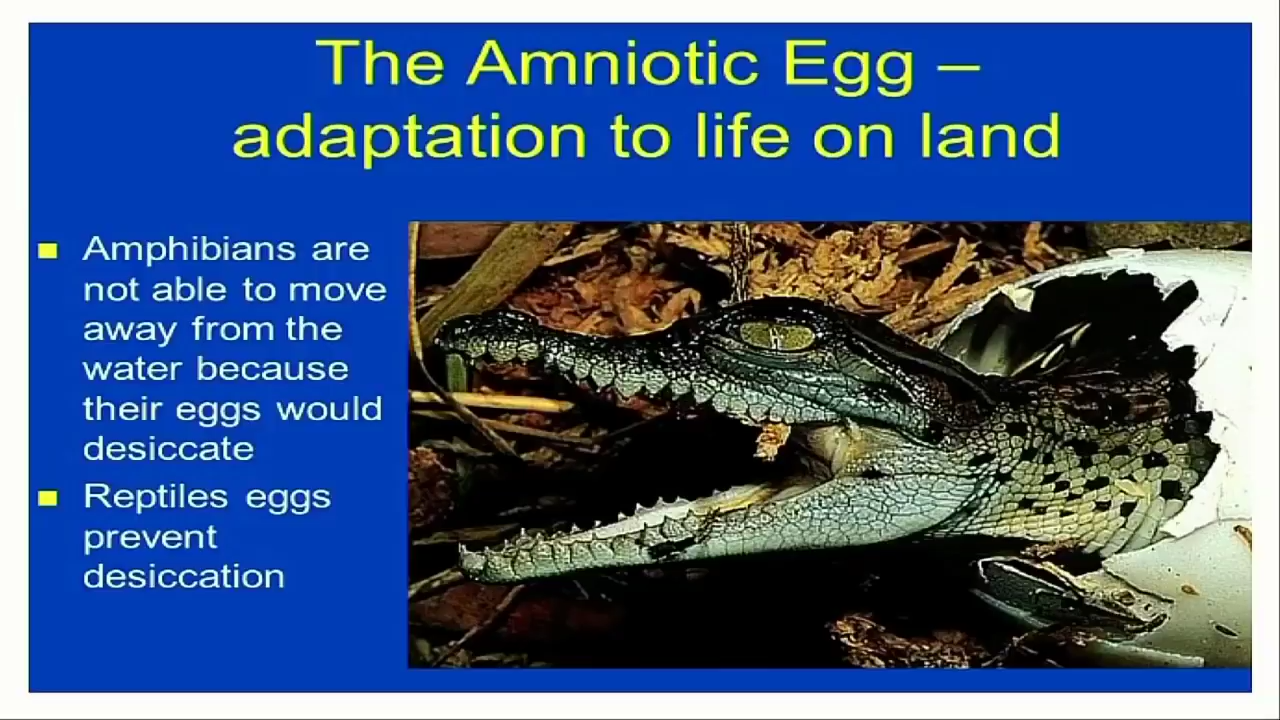 The Amniotic Egg –
adaptation to life on land
Amphibians are
not able to move
away from the
water because
their eggs would
desiccate
Reptiles eggs
prevent
desiccation